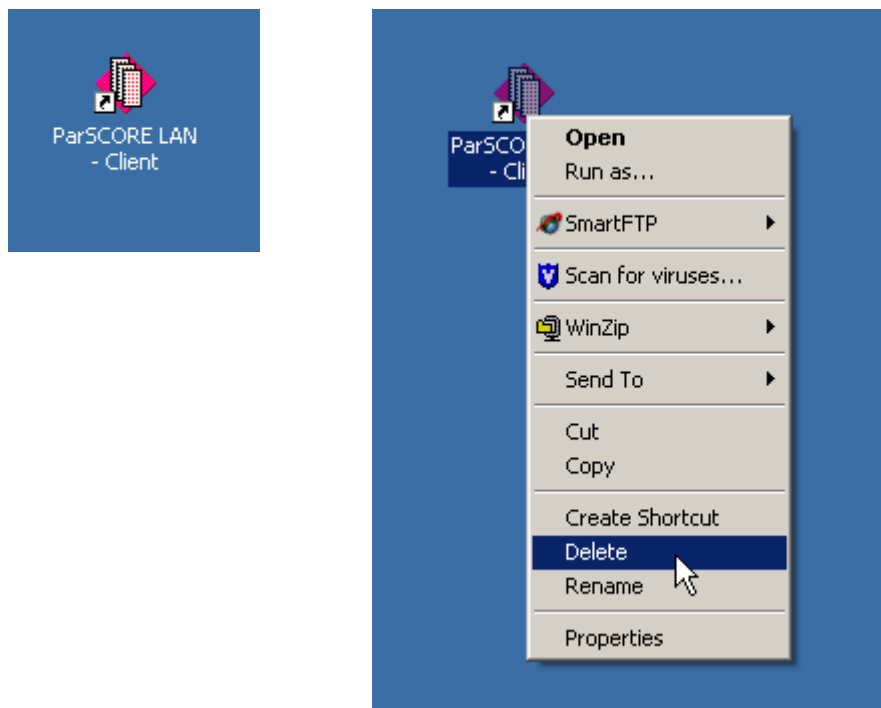 ParSCORE LAN
- Client
ParSCO
- Cli
Open
Run as...
SmartFTP
Scan for viruses...
WinZip
Send To
Cut
Copy
Create Shortcut
Delete
Rename
Properties